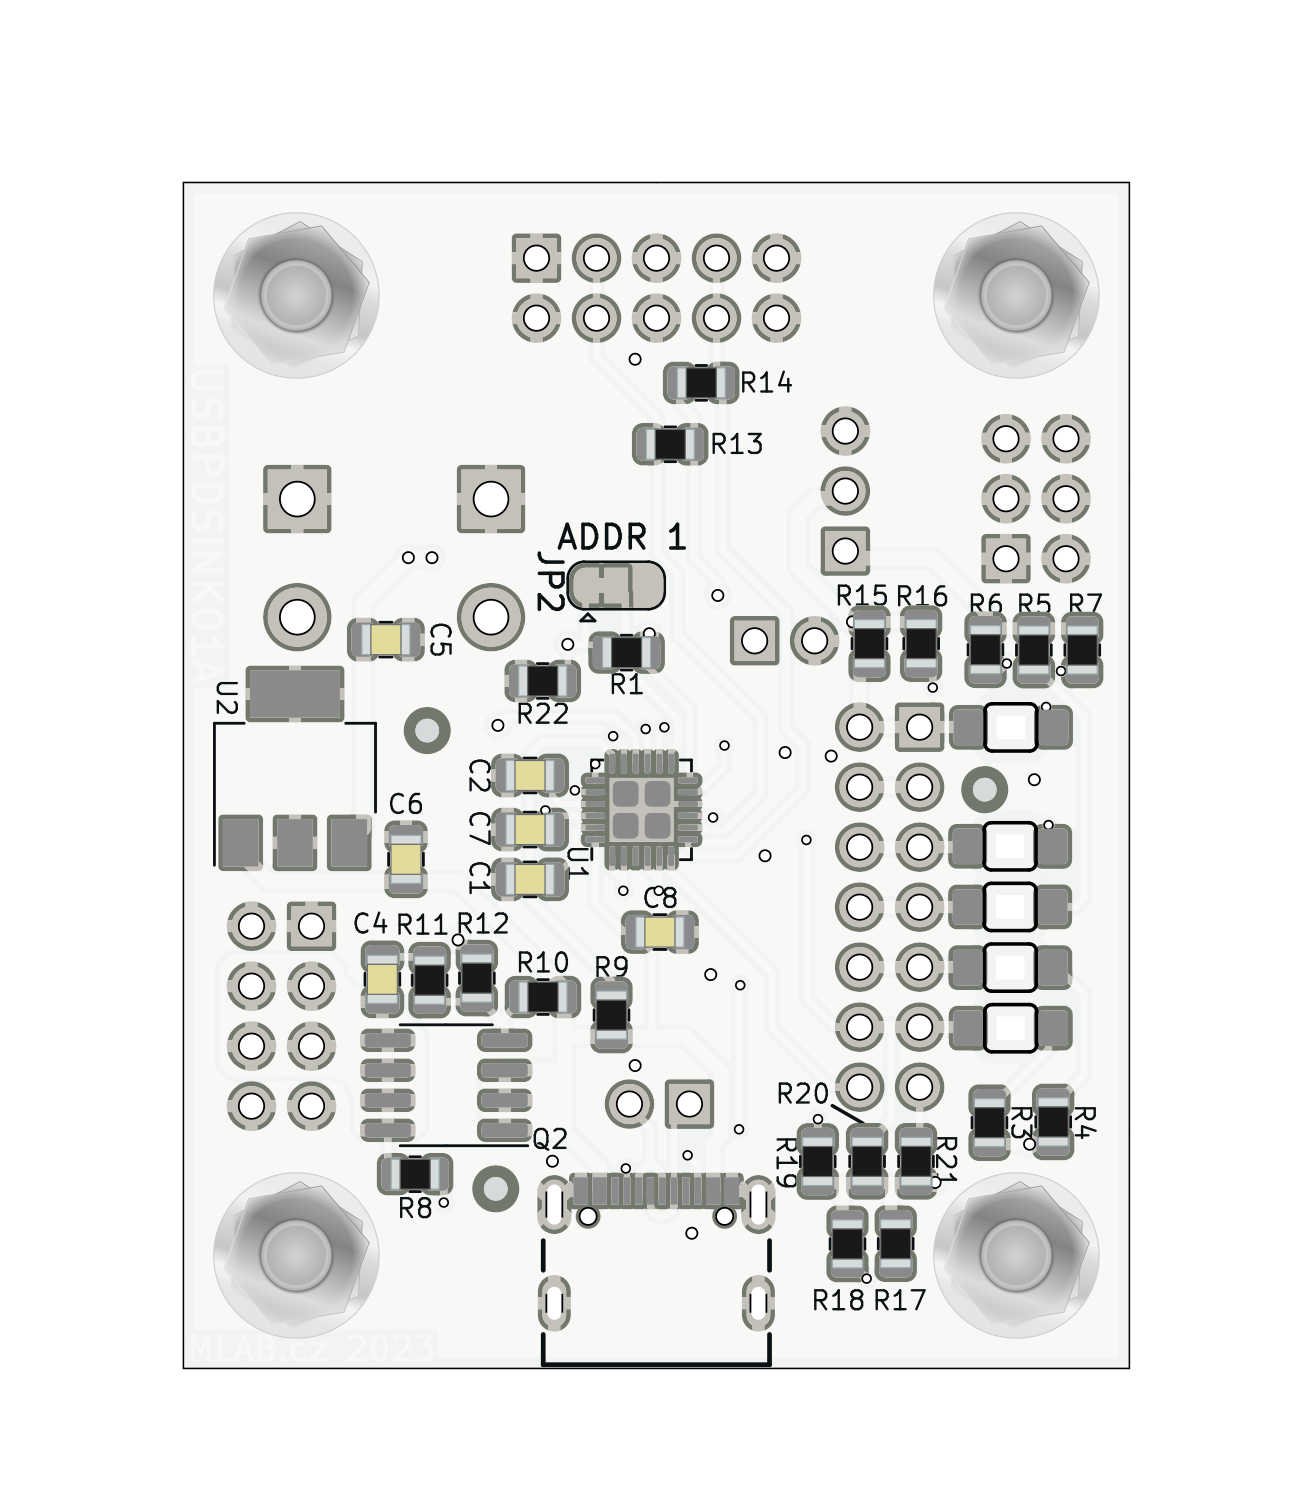 R14
R13
USBPDSINK01A
ADDR 1
JP2
R15
R16
R6
R5
R7
C5
R1
U2
R22
C2
C6
C7
U1
C1
C8
C4
R11
R12
R10
R9
R20
R3
R4
Q2
R19
R21
R8
R18
R17
MLAB.cz 2023